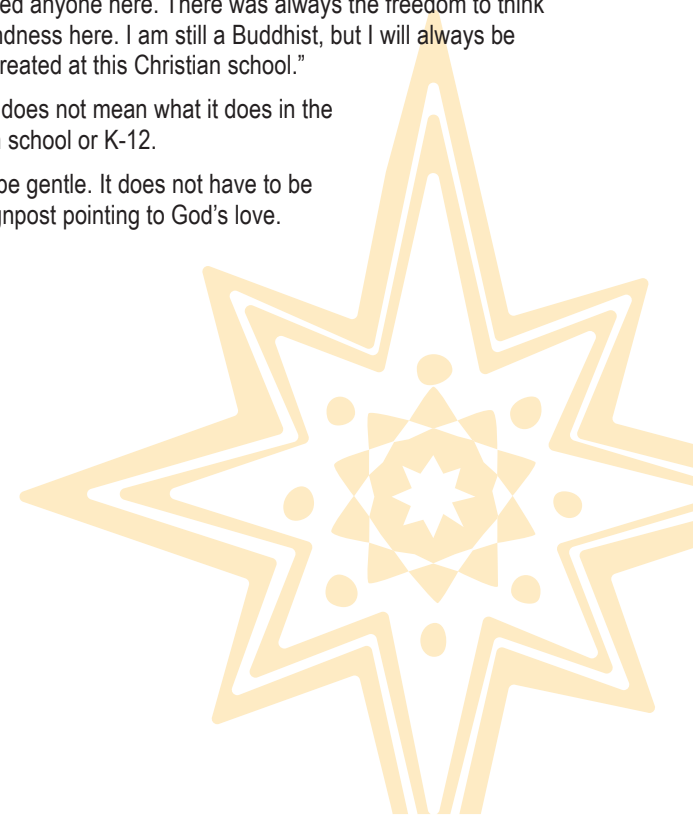 ed anyone here. There was always the freedom to think
ndness here. I am still a Buddhist, but I will always be
reated at this Christian school.”
does not mean what it does in the
school or K-12.
be gentle. It does not have to be
gnpost pointing to God’s love.